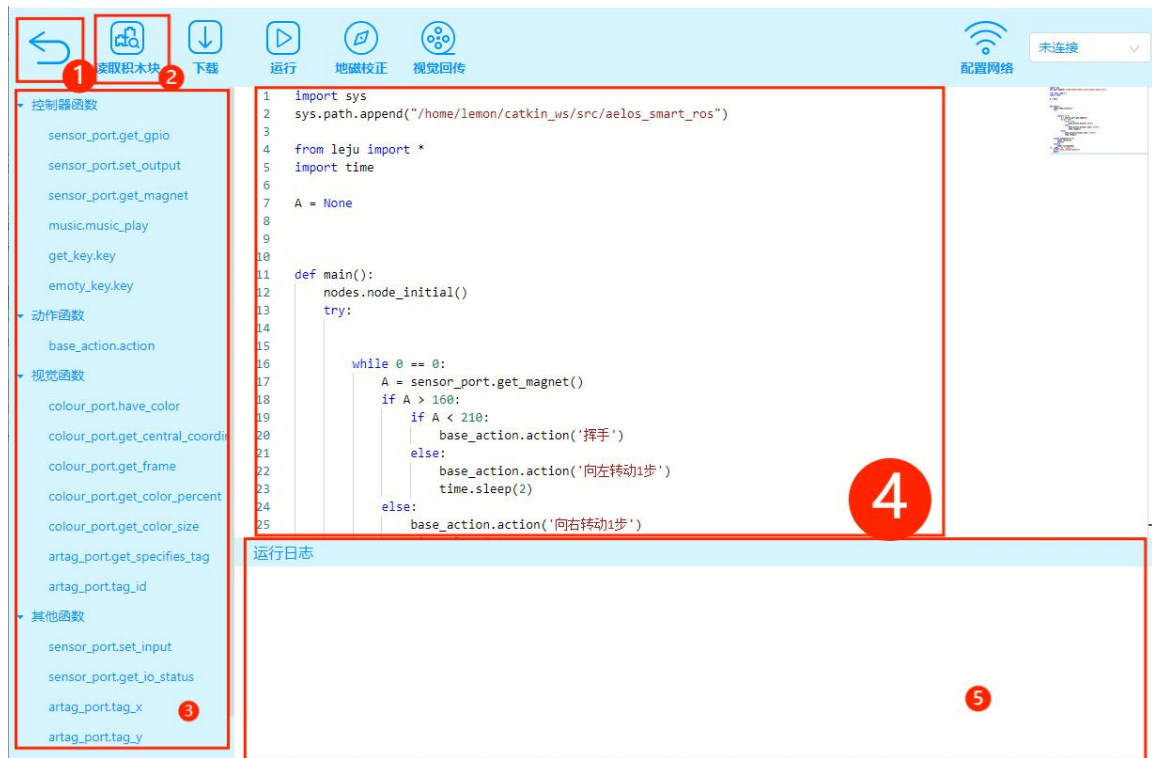 1
读取积木块
2
下载
运行
地磁校正
视觉回传
配置网络
未连接
控制器函数
sensor_port.get_gpio
sensor_port.set_output
sensor_port.get_magnet
music.music_play
get_key.key
emoty_key.key
动作函数
base_action.action
视觉函数
colour_port.have_color
colour_port.get_central_coordin
colour_port.get_frame
colour_port.get_color_percent
colour_port.get_color_size
artag_port.get_specifies_tag
artag_port.tag_id
其他函数
sensor_port.set_input
sensor_port.get_io_status
artag_port.tag_x
3
artag_port.tag_y
1 import sys
2 sys.path.append("/home/lemon/catkin_ws/src/aelos_smart_ros")
3
4 from leju import *
5 import time
6
7 A = None
8
9
10
11 def main():
12 nodes.node_initial()
13 try:
14
15
16 while 0 == 0:
17 A = sensor_port.get_magnet()
18 if A > 160:
19 if A < 210:
20 base_action.action('挥手')
21 else:
22 base_action.action('向左转动1步')
23 time.sleep(2)
24 else:
25 base_action.action('向右转动1步')
4
运行日志
5